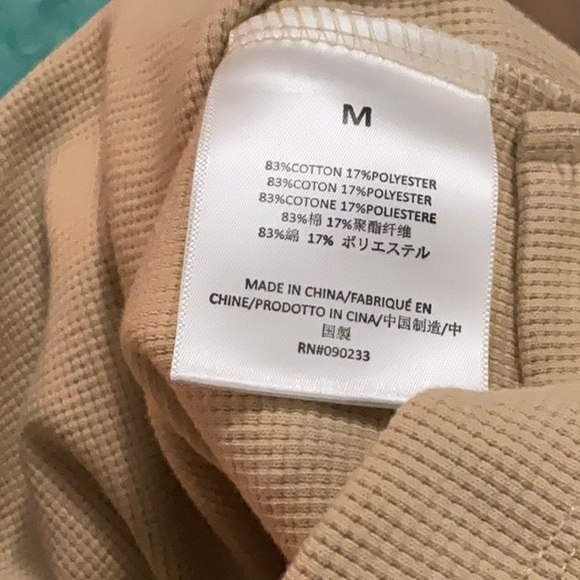 M
83%COTTON 17%POLYESTER
83%COTON 17%POLYESTER
83%COTONE 17%POLIESTERE
83%棉 17%聚酯纤维
83%綿 17% ポリエステル
MADE IN CHINA/FABRIQUÉ EN
CHINE/PRODOTTO IN CINA/中国制造/中
国製
RN#090233